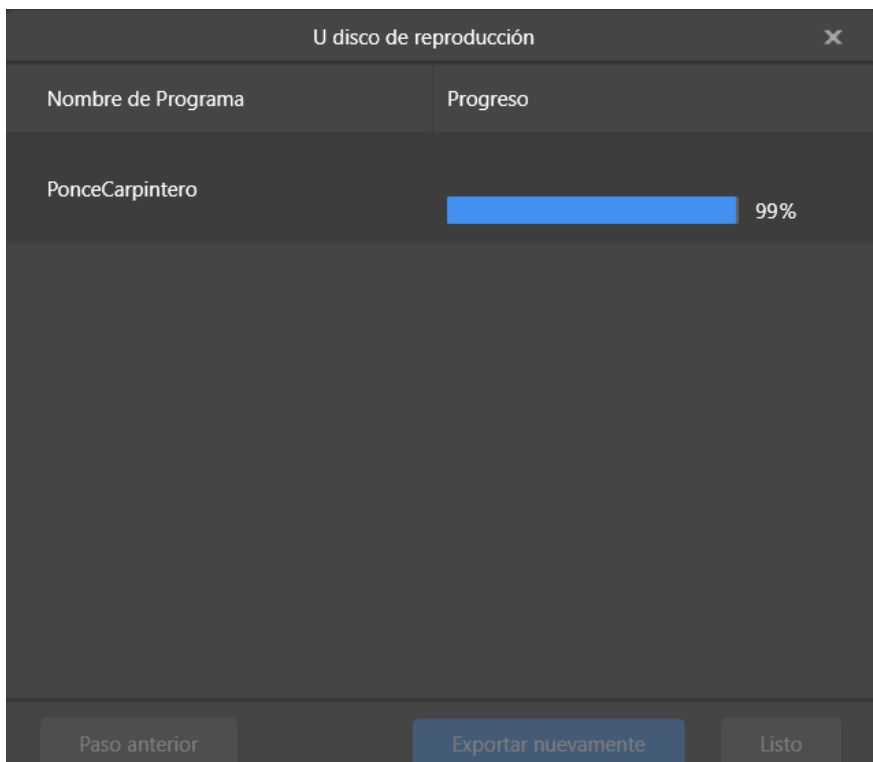 U disco de reproducción
Nombre de Programa Progreso
PonceCarpintero
99%
Paso anterior Exportar nuevamente Listo